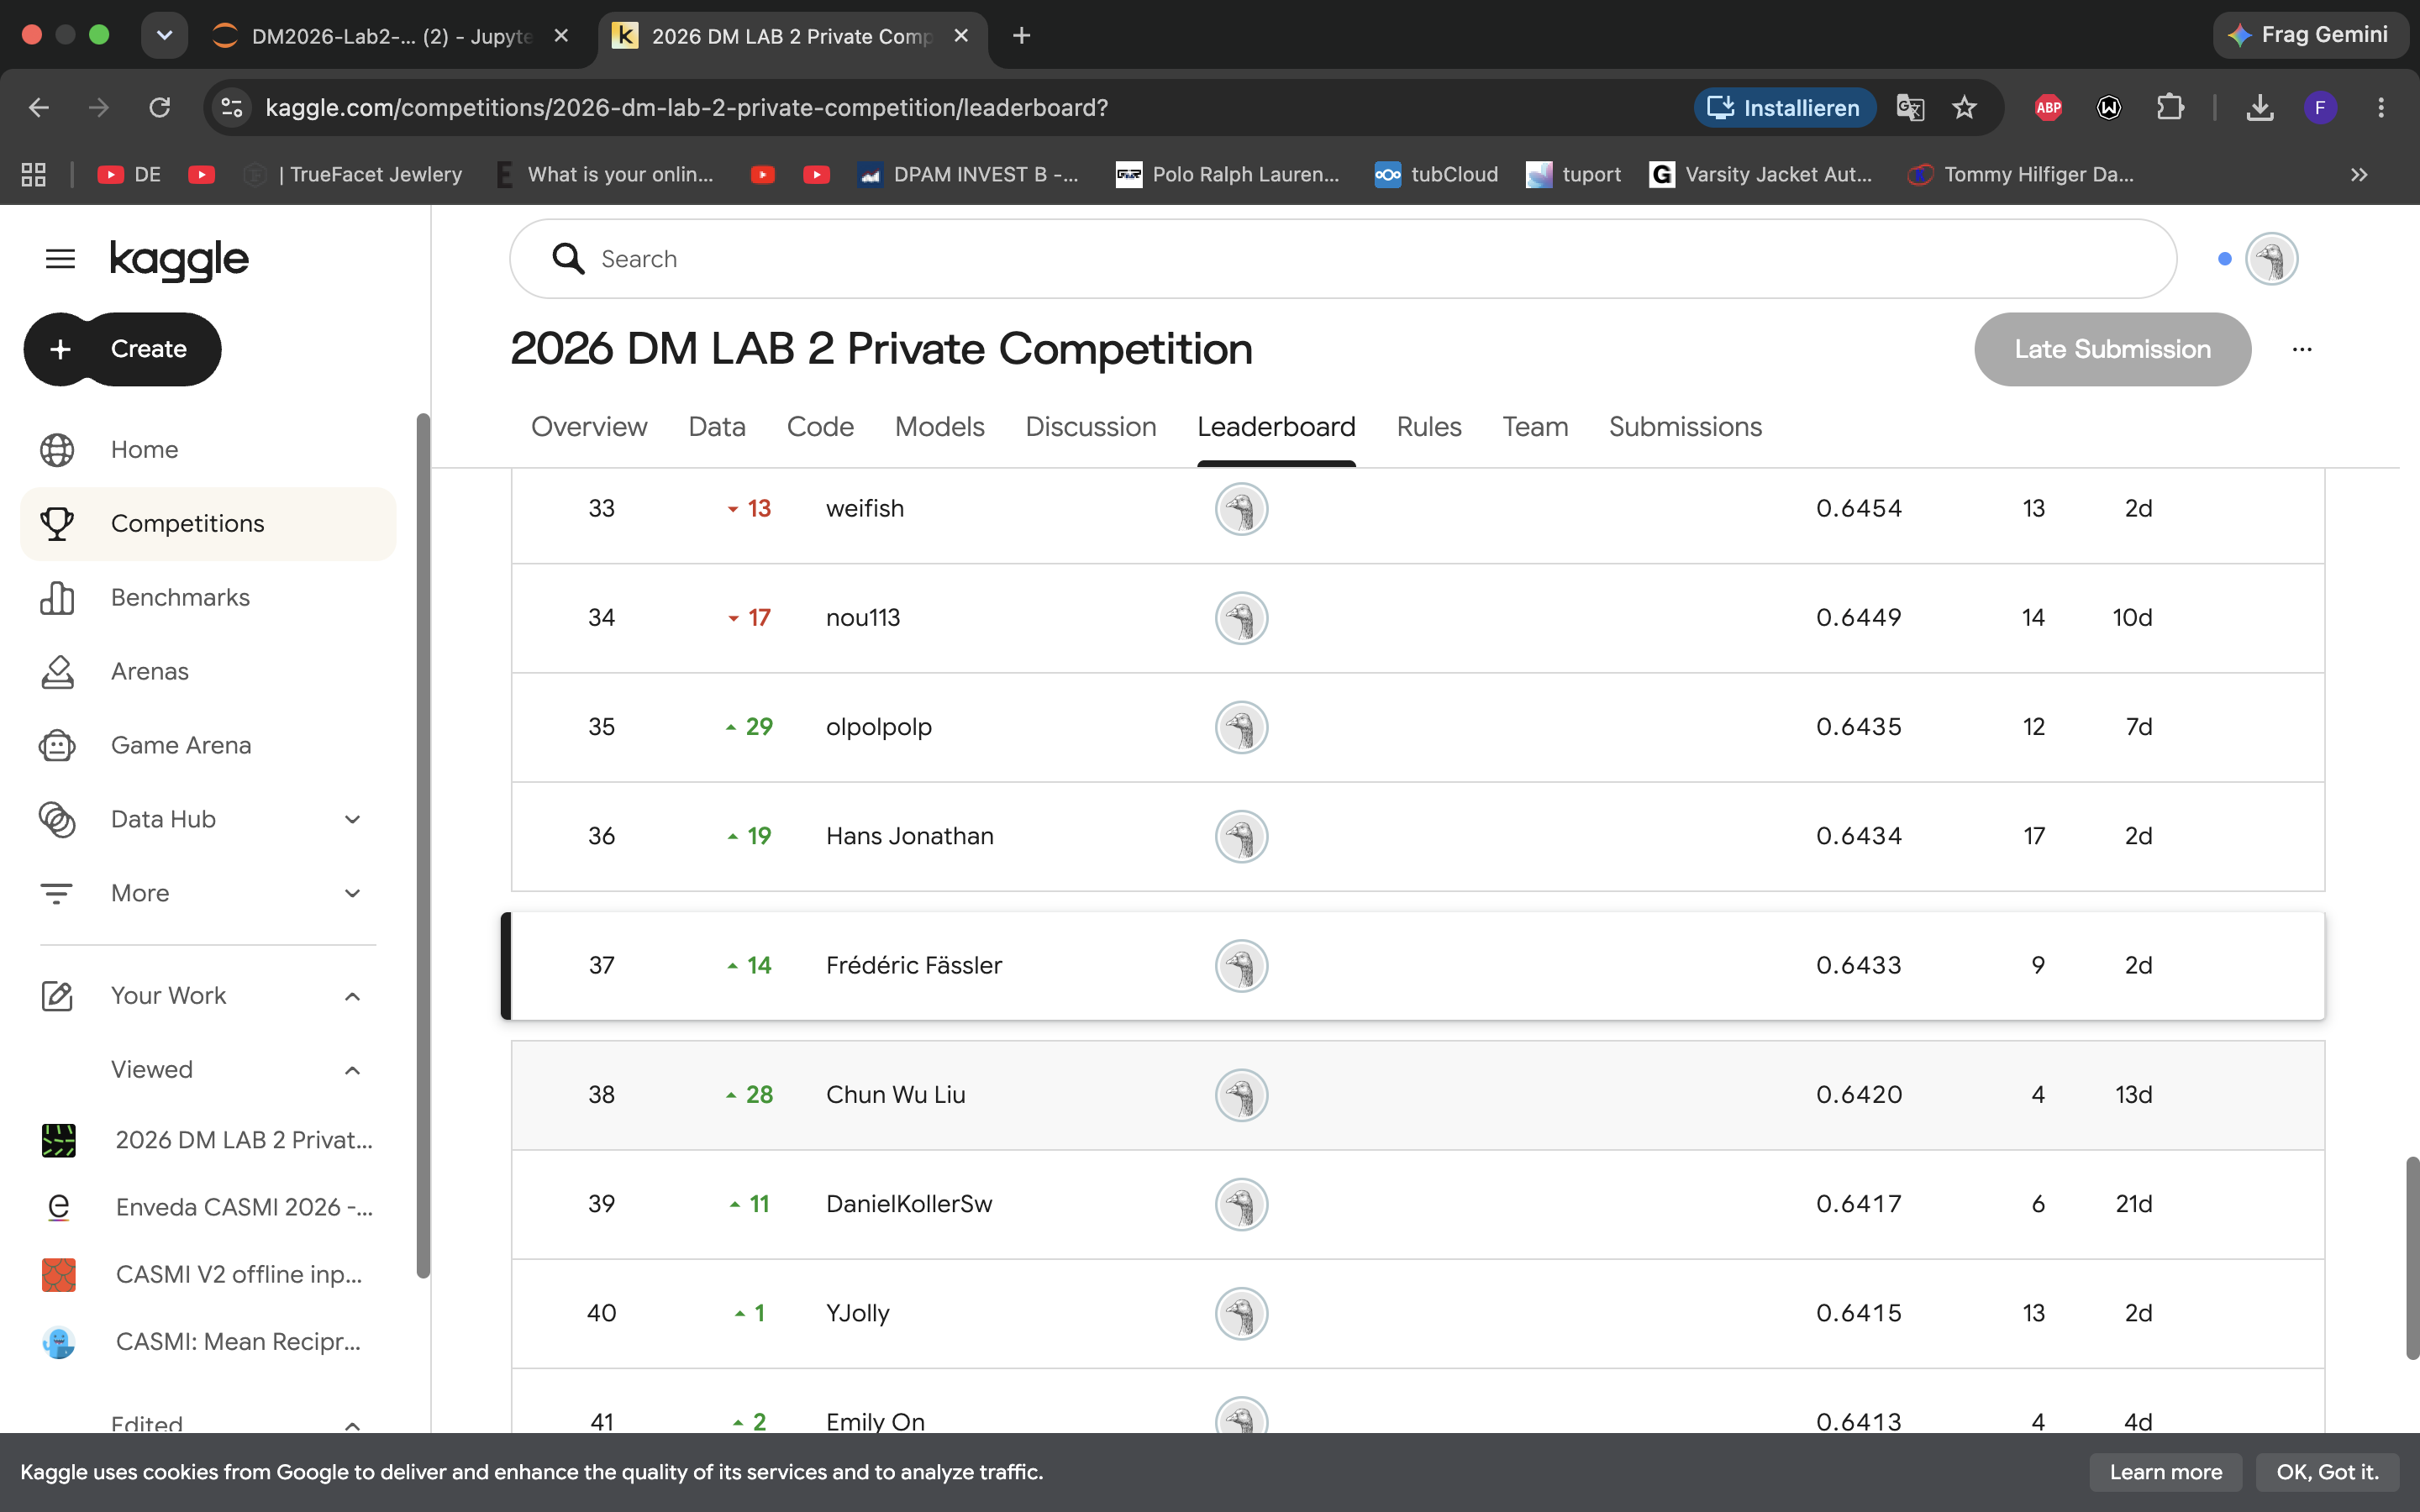 DM2026-Lab2-... (2) - Jupyte
2026 DM LAB 2 Private Comp
Frag Gemini
kaggle.com/competitions/2026-dm-lab-2-private-competition/leaderboard?
Installieren
ABP
F
DE
| TrueFacet Jewlery
What is your onlin...
DPAM INVEST B -...
Polo Ralph Lauren...
tubCloud
tuport
Varsity Jacket Aut...
Tommy Hilfiger Da...
kaggle
Search
Create
2026 DM LAB 2 Private Competition
Late Submission
Overview Data Code Models Discussion Leaderboard Rules Team Submissions
Home
Competitions
Benchmarks
Arenas
Game Arena
Data Hub
More
Your Work
Viewed
2026 DM LAB 2 Privat...
Enveda CASMI 2026 -...
CASMI V2 offline inp...
CASMI: Mean Recipr...
Edited
33 13 weifish 0.6454 13 2d
34 17 nou113 0.6449 14 10d
35 29 olpolpolp 0.6435 12 7d
36 19 Hans Jonathan 0.6434 17 2d
37 14 Frédéric Fässler 0.6433 9 2d
38 28 Chun Wu Liu 0.6420 4 13d
39 11 DanielKollerSw 0.6417 6 21d
40 1 YJolly 0.6415 13 2d
41 2 Emily On 0.6413 4 4d
Kaggle uses cookies from Google to deliver and enhance the quality of its services and to analyze traffic.
Learn more
OK, Got it.